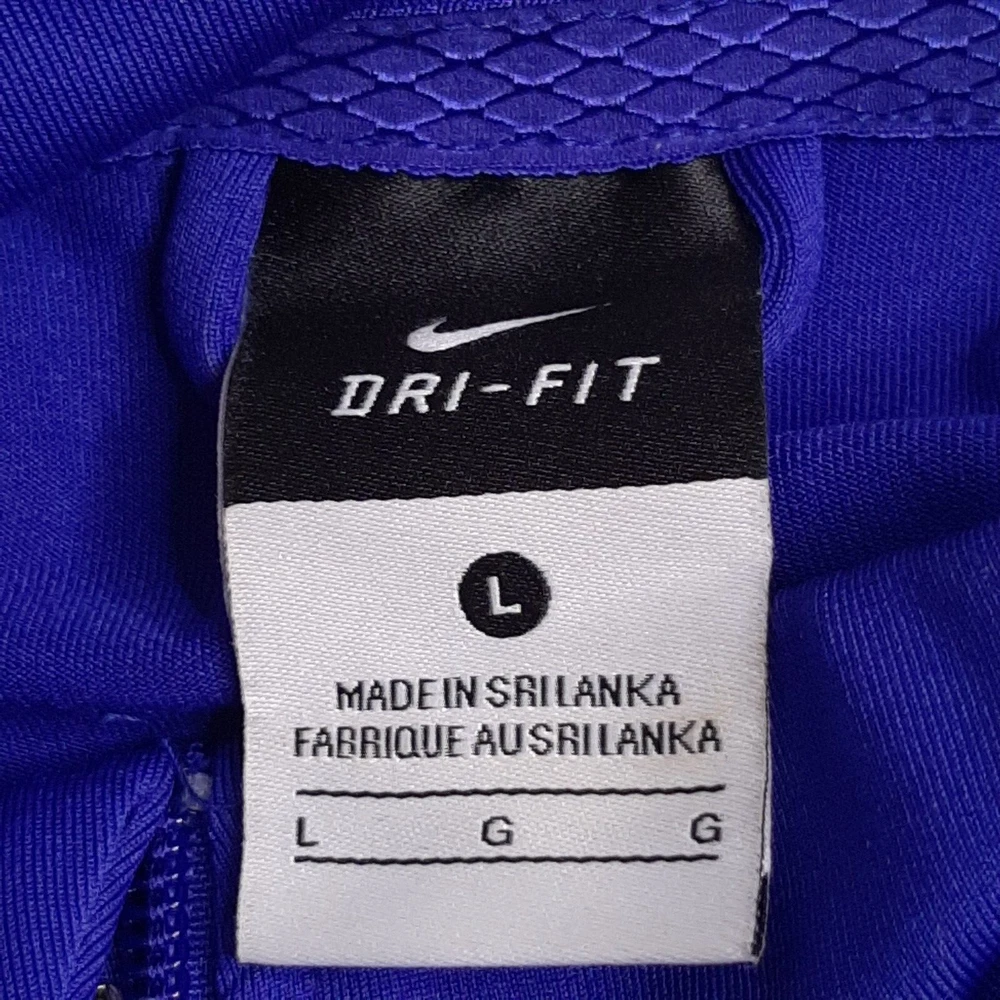 DRI-FIT
L
MADE IN SRI LANKA
FABRIQUE AU SRI LANKA
L G G